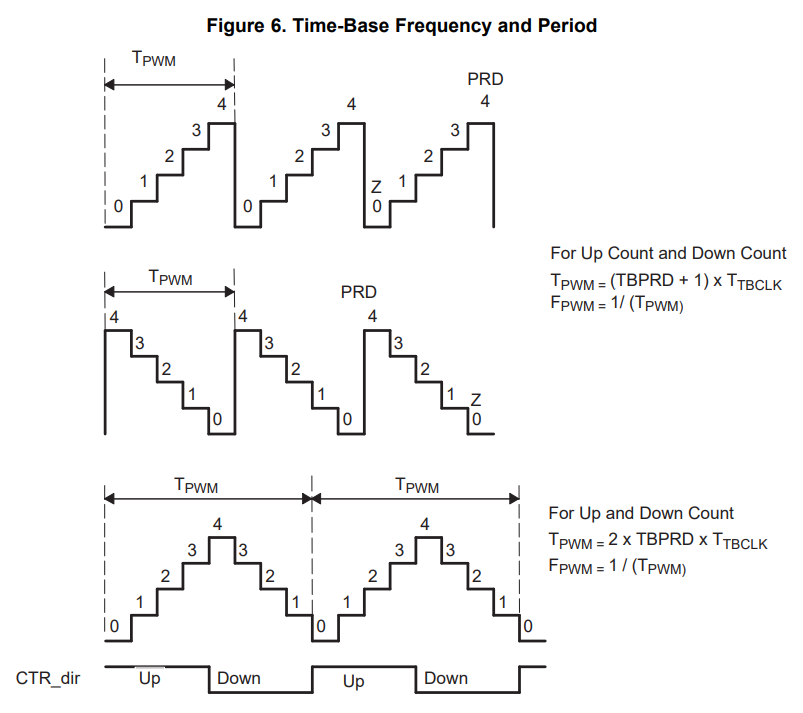 Figure 6. Time-Base Frequency and Period
TPWM
PRD
4 4 4
3 3 3
2 2 2
1 1 Z 1
0 0 0
For Up Count and Down Count
TPWM = (TBPRD + 1) x TTBCLK
FPWM = 1/ (TPWM)
TPWM
PRD
4 4 4
3 3 3
2 2 2
1 1 1 Z
0 0 0
TPWM TPWM
For Up and Down Count
TPWM = 2 x TBPRD x TTBCLK
FPWM = 1 / (TPWM)
4 4
3 3 3 3
2 2 2 2
1 1 1 1
0 0 0
CTR_dir Up Down Up Down